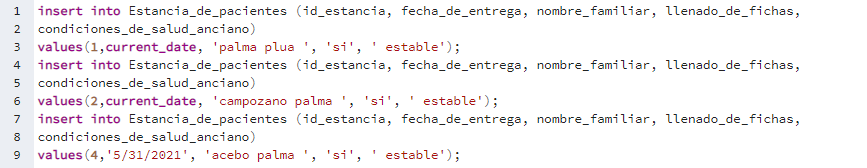 1 insert into Estancia_de_pacientes (id_estancia, fecha_de_entrega, nombre_familiar, llenado_de_fichas,
2 condiciones_de_salud_anciano)
3 values(1,current_date, 'palma plua ', 'si', ' estable');
4 insert into Estancia_de_pacientes (id_estancia, fecha_de_entrega, nombre_familiar, llenado_de_fichas,
5 condiciones_de_salud_anciano)
6 values(2,current_date, 'campozano palma ', 'si', ' estable');
7 insert into Estancia_de_pacientes (id_estancia, fecha_de_entrega, nombre_familiar, llenado_de_fichas,
8 condiciones_de_salud_anciano)
9 values(4,'5/31/2021', 'acebo palma ', 'si', ' estable');